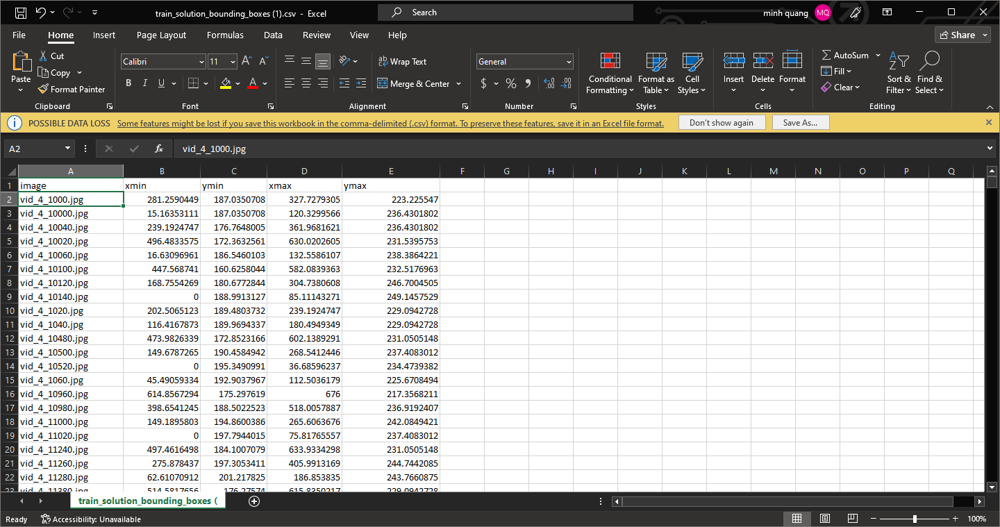 train_solution_bounding_boxes (1).csv - Excel
Search
minh quang MQ
File Home Insert Page Layout Formulas Data Review View Help Share
Paste Cut Copy Format Painter
Calibri 11
B I U A A
Wrap Text
Merge & Center
General
$ % 9
Conditional Formatting Format as Table Cell Styles
Insert Delete Format
AutoSum Fill Clear
Sort & Filter Find & Select
Clipboard Font Alignment Number Styles Cells Editing
POSSIBLE DATA LOSS Some features might be lost if you save this workbook in the comma-delimited (.csv) format. To preserve these features, save it in an Excel file format. Don't show again Save As...
A2 fx vid_4_1000.jpg
A B C D E F G H I J K L M N O P Q
1 image xmin ymin xmax ymax
2 vid_4_1000.jpg 281.2590449 187.0350708 327.7279305 223.225547
3 vid_4_10000.jpg 15.16353111 187.0350708 120.3299566 236.4301802
4 vid_4_10040.jpg 239.1924747 176.7648005 361.9681621 236.4301802
5 vid_4_10020.jpg 496.4833575 172.3632561 630.0202605 231.5395753
6 vid_4_10060.jpg 16.63096961 186.5460103 132.5586107 238.3864221
7 vid_4_10100.jpg 447.568741 160.6258044 582.0839363 232.5176963
8 vid_4_10120.jpg 168.7554269 180.6772844 304.7380608 246.7004505
9 vid_4_10140.jpg 0 188.9913127 85.11143271 249.1457529
10 vid_4_1020.jpg 202.5065123 189.4803732 239.1924747 229.0942728
11 vid_4_1040.jpg 116.4167873 189.9694337 180.4949349 229.0942728
12 vid_4_10480.jpg 473.9826339 172.8523166 602.1389291 231.0505148
13 vid_4_10500.jpg 149.6787265 190.4584942 268.5412446 237.4083012
14 vid_4_10520.jpg 0 195.3490991 36.68596237 234.4739382
15 vid_4_1060.jpg 45.49059334 192.9037967 112.5036179 225.6708494
16 vid_4_10960.jpg 614.8567294 175.297619 676 217.3568211
17 vid_4_10980.jpg 398.6541245 188.5022523 518.0057887 236.9192407
18 vid_4_11000.jpg 149.1895803 194.8600386 265.6063676 242.0849421
19 vid_4_11020.jpg 0 197.7944015 75.81765557 237.4083012
20 vid_4_11240.jpg 497.4616498 184.1007079 633.9334298 231.0505148
21 vid_4_11260.jpg 275.878437 197.3053411 405.9913169 244.7442085
22 vid_4_11280.jpg 62.61070912 201.217825 186.853835 243.7660875
23 vid_4_11380.jpg 514.5817656 176.27574 615.8350217 229.0942728
train_solution_bounding_boxes (
Ready Accessibility: Unavailable 100%